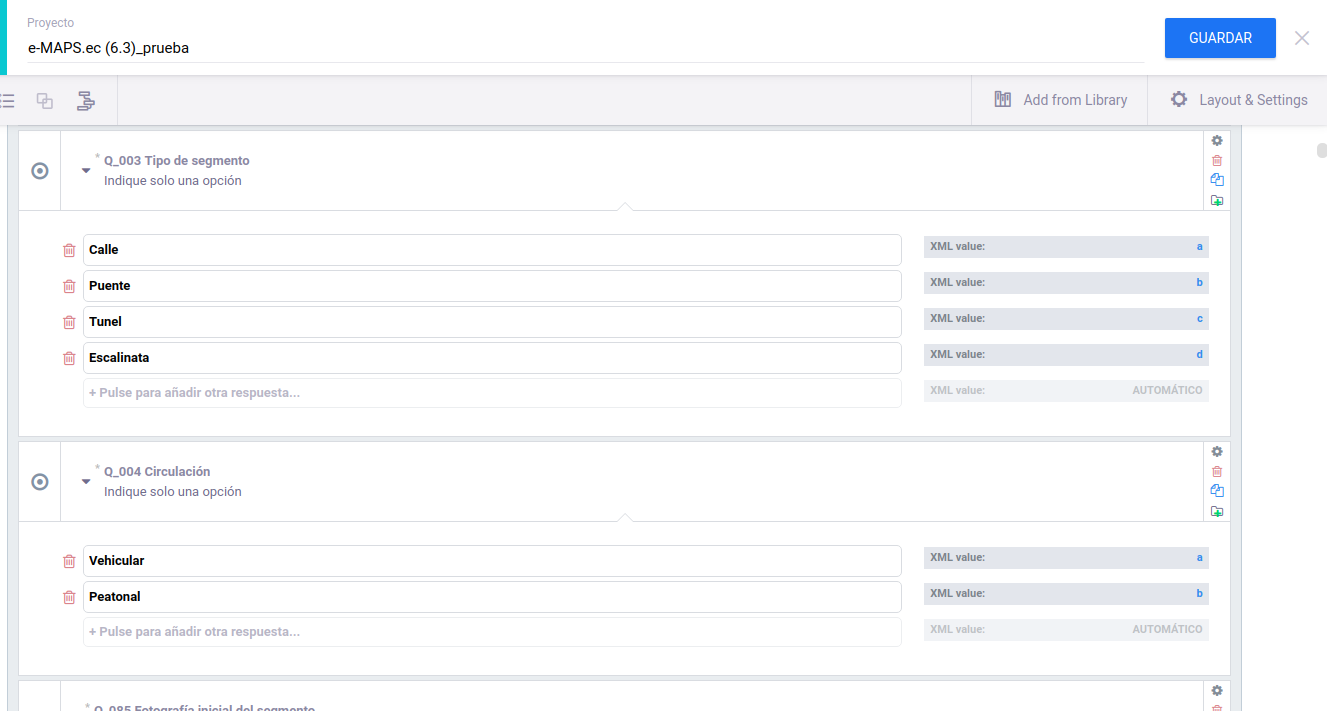 Proyecto
e-MAPS.ec (6.3)_prueba
GUARDAR
Add from Library
Layout & Settings
* Q_003 Tipo de segmento
Indique solo una opción
Calle XML value: a
Puente XML value: b
Tunel XML value: c
Escalinata XML value: d
+ Pulse para añadir otra respuesta... XML value: AUTOMÁTICO
* Q_004 Circulación
Indique solo una opción
Vehicular XML value: a
Peatonal XML value: b
+ Pulse para añadir otra respuesta... XML value: AUTOMÁTICO
* Q_085 Fotografía inicial del segmento